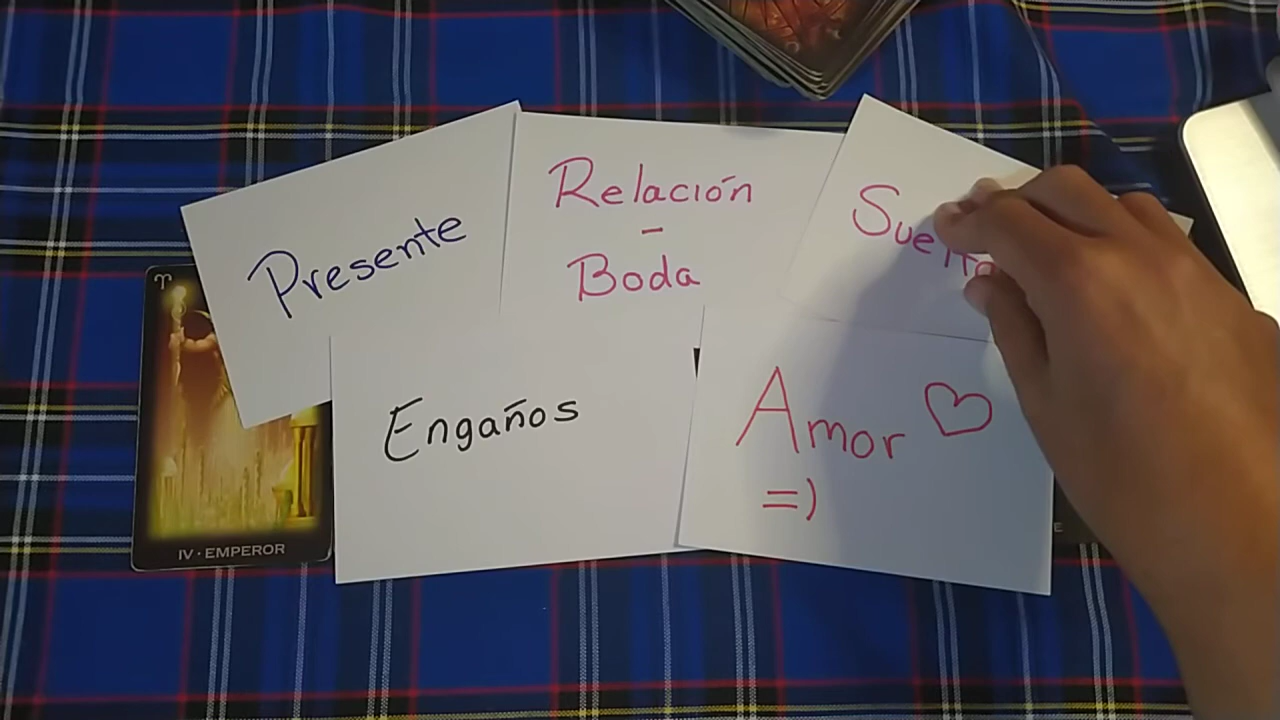 Presente
Relación
-
Boda
Engaños
Amor ♡
=)
IV · EMPEROR